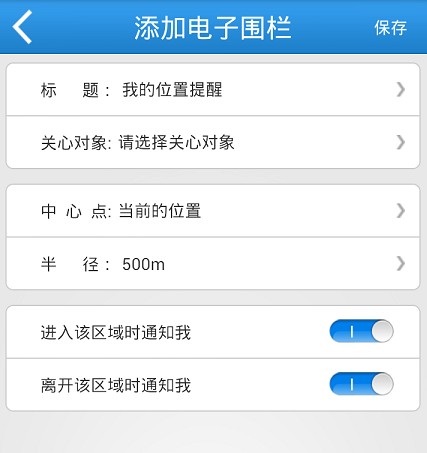 添加电子围栏 保存
标 题： 我的位置提醒
关心对象: 请选择关心对象
中 心 点: 当前的位置
半 径： 500m
进入该区域时通知我
离开该区域时通知我